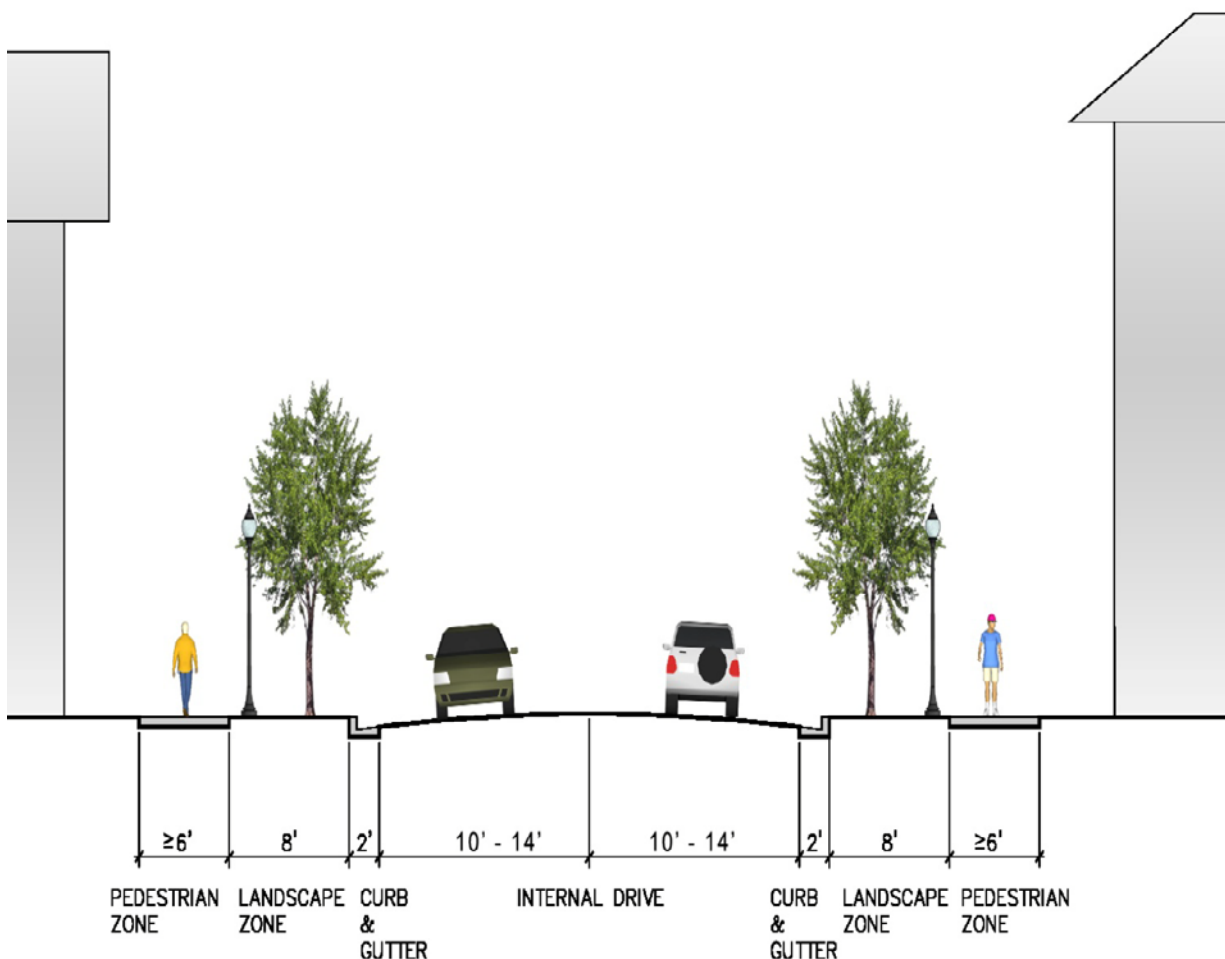 ≥6' 8' 2' 10' - 14' 10' - 14' 2' 8' ≥6'
PEDESTRIAN LANDSCAPE CURB INTERNAL DRIVE CURB LANDSCAPE PEDESTRIAN
ZONE ZONE & & ZONE ZONE
GUTTER GUTTER